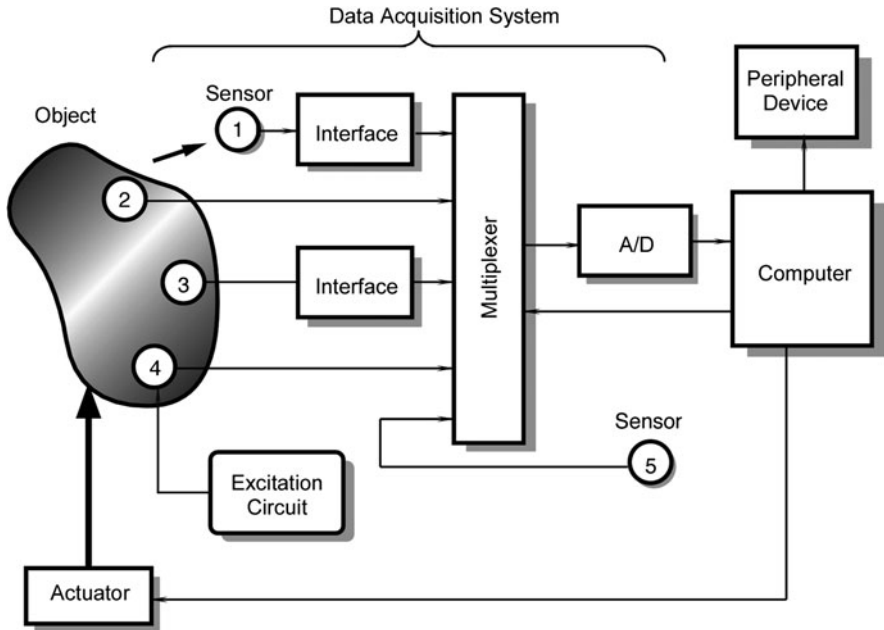 Data Acquisition System
Object
Sensor
1
Interface
2
3
Interface
4
Multiplexer
A/D
Computer
Peripheral
Device
Sensor
5
Excitation
Circuit
Actuator